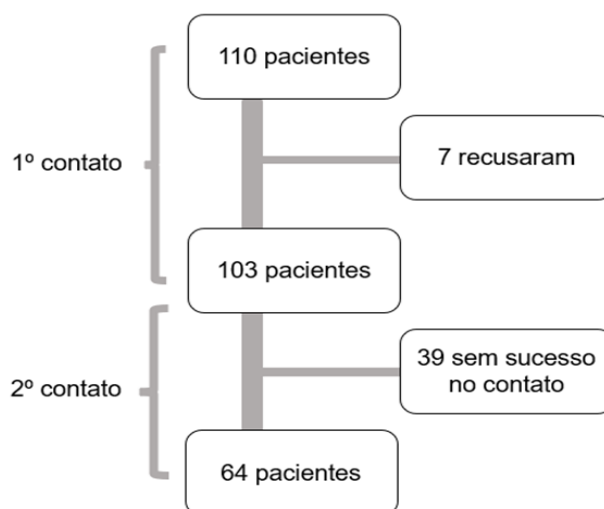 110 pacientes
1º contato
7 recusaram
103 pacientes
2º contato
39 sem sucesso
no contato
64 pacientes